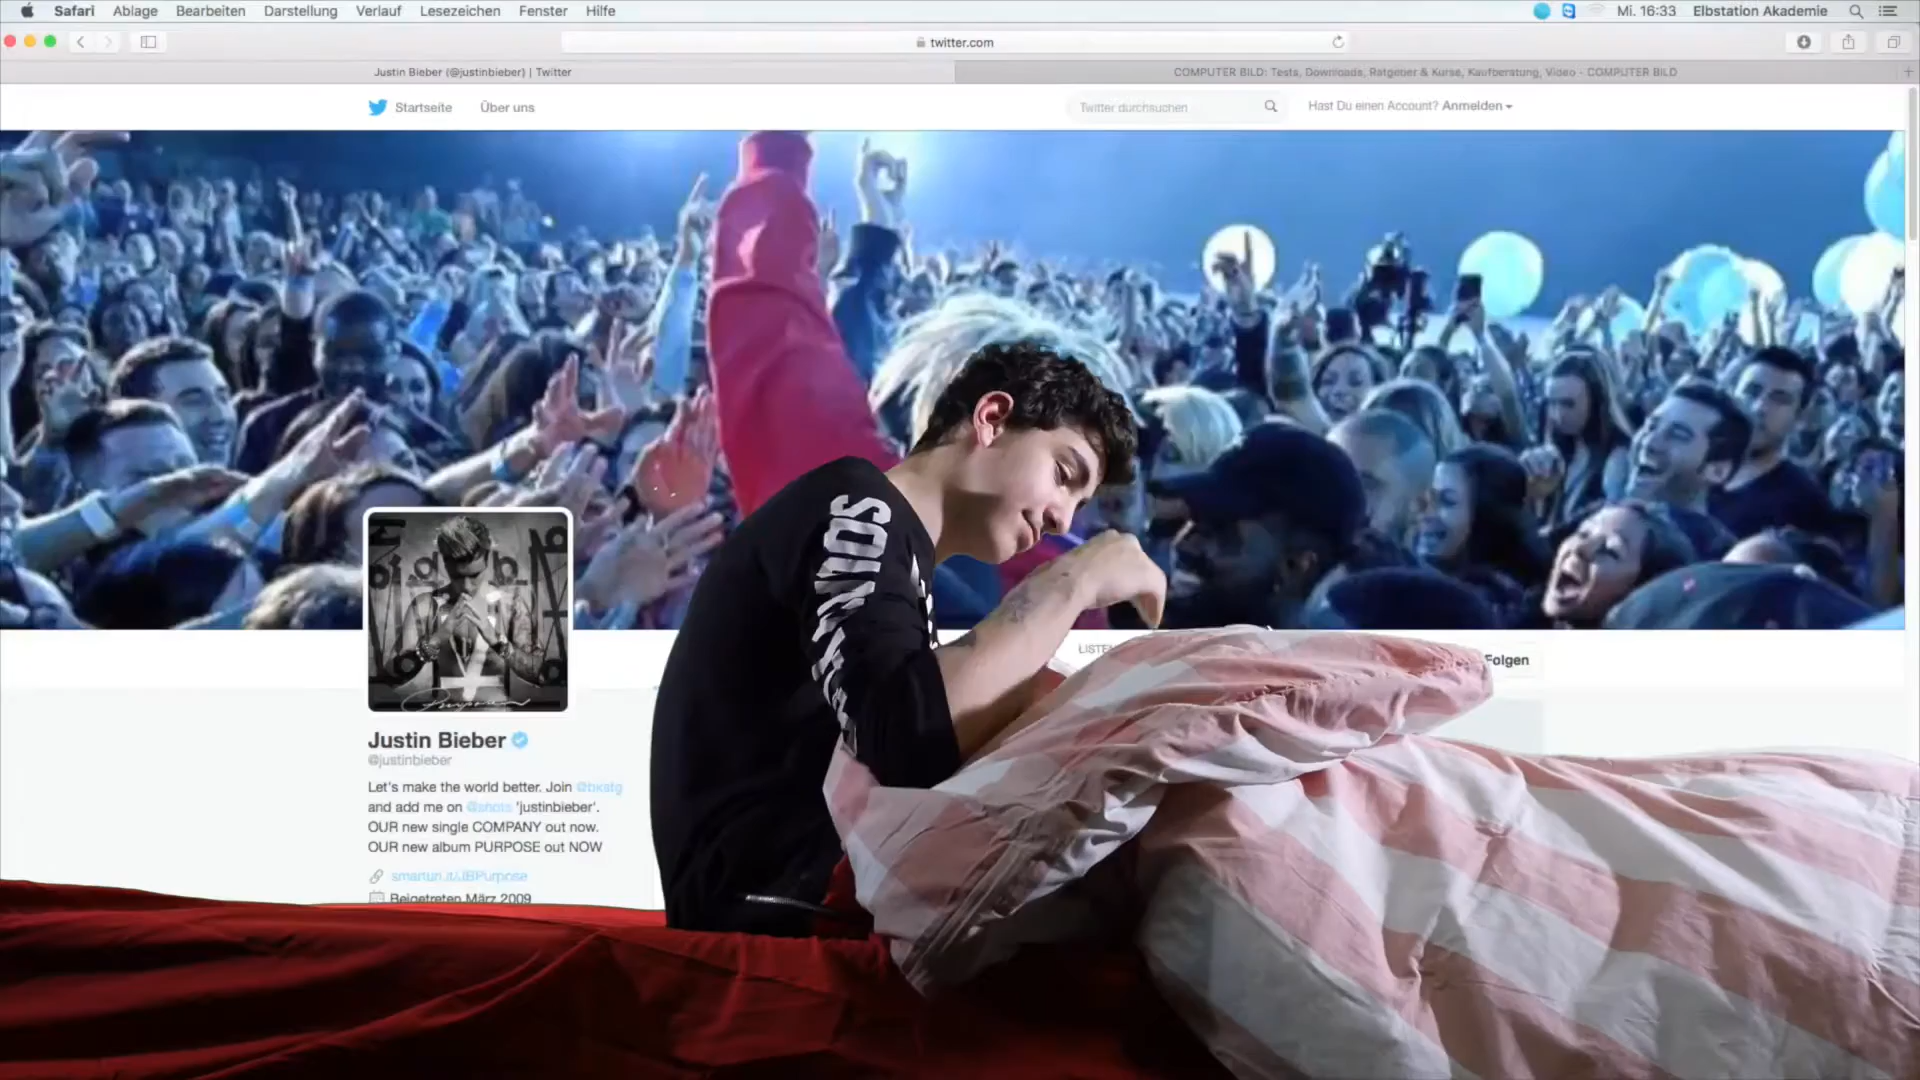 Safari Ablage Bearbeiten Darstellung Verlauf Lesezeichen Fenster Hilfe Mi. 16:33 Elbstation Akademie
twitter.com
Justin Bieber (@justinbieber) | Twitter COMPUTER BILD: Tests, Downloads, Ratgeber & Kurse, Kaufberatung, Video - COMPUTER BILD
Startseite Über uns Twitter durchsuchen Hast Du einen Account? Anmelden
LISTEN
Folgen
Justin Bieber
@justinbieber
Let's make the world better. Join @bkstg
and add me on @shots 'justinbieber'.
OUR new single COMPANY out now.
OUR new album PURPOSE out NOW
smarturl.it/JBPurpose
Beigetreten März 2009